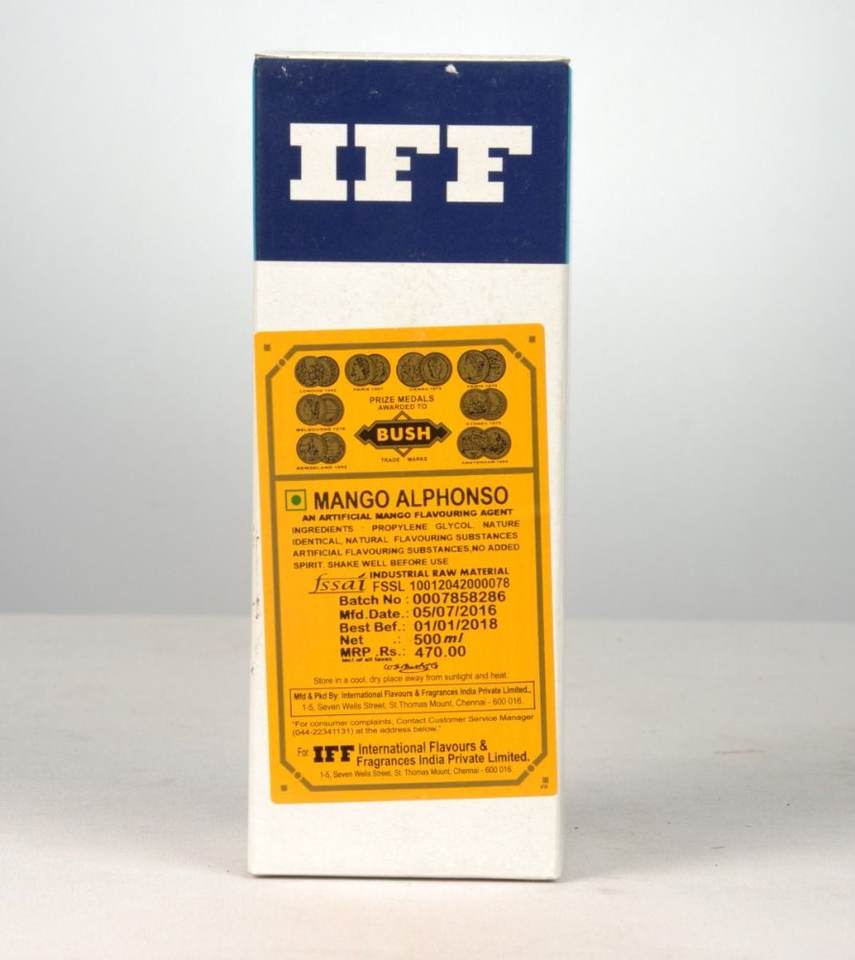 IFF
PRIZE MEDALS
AWARDED TO
BUSH
TRADE MARKS
MANGO ALPHONSO
AN ARTIFICIAL MANGO FLAVOURING AGENT
INGREDIENTS : PROPYLENE GLYCOL, NATURE
IDENTICAL, NATURAL FLAVOURING SUBSTANCES
ARTIFICIAL FLAVOURING SUBSTANCES,NO ADDED
SPIRIT. SHAKE WELL BEFORE USE
INDUSTRIAL RAW MATERIAL
fssai FSSL 10012042000078
Batch No : 0007858286
Mfd.Date.: 05/07/2016
Best Bef.: 01/01/2018
Net .: 500 ml
MRP .Rs.: 470.00
incl. of all taxes
Store in a cool, dry place away from sunlight and heat.
Mfd & Pkd By: International Flavours & Fragrances India Private Limited.,
1-5, Seven Wells Street, St.Thomas Mount, Chennai - 600 016.
"For consumer complaints, Contact Customer Service Manager
(044-22341131) at the address below."
For IFF International Flavours &
Fragrances India Private Limited.
1-5, Seven Wells Street, St. Thomas Mount, Chennai - 600 016.